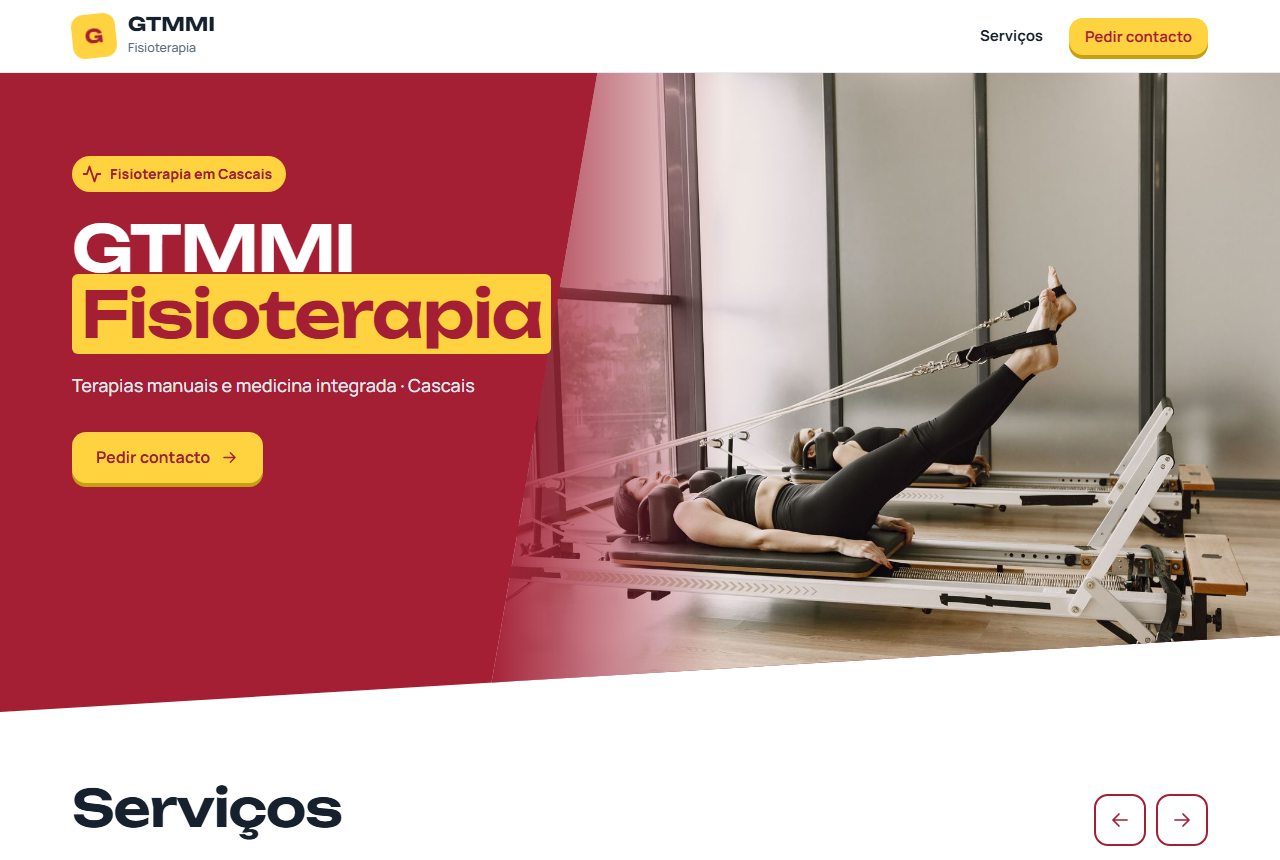 G
GTMMI
Fisioterapia
Serviços
Pedir contacto
Fisioterapia em Cascais
GTMMI
Fisioterapia
Terapias manuais e medicina integrada · Cascais
Pedir contacto →
Serviços
← →